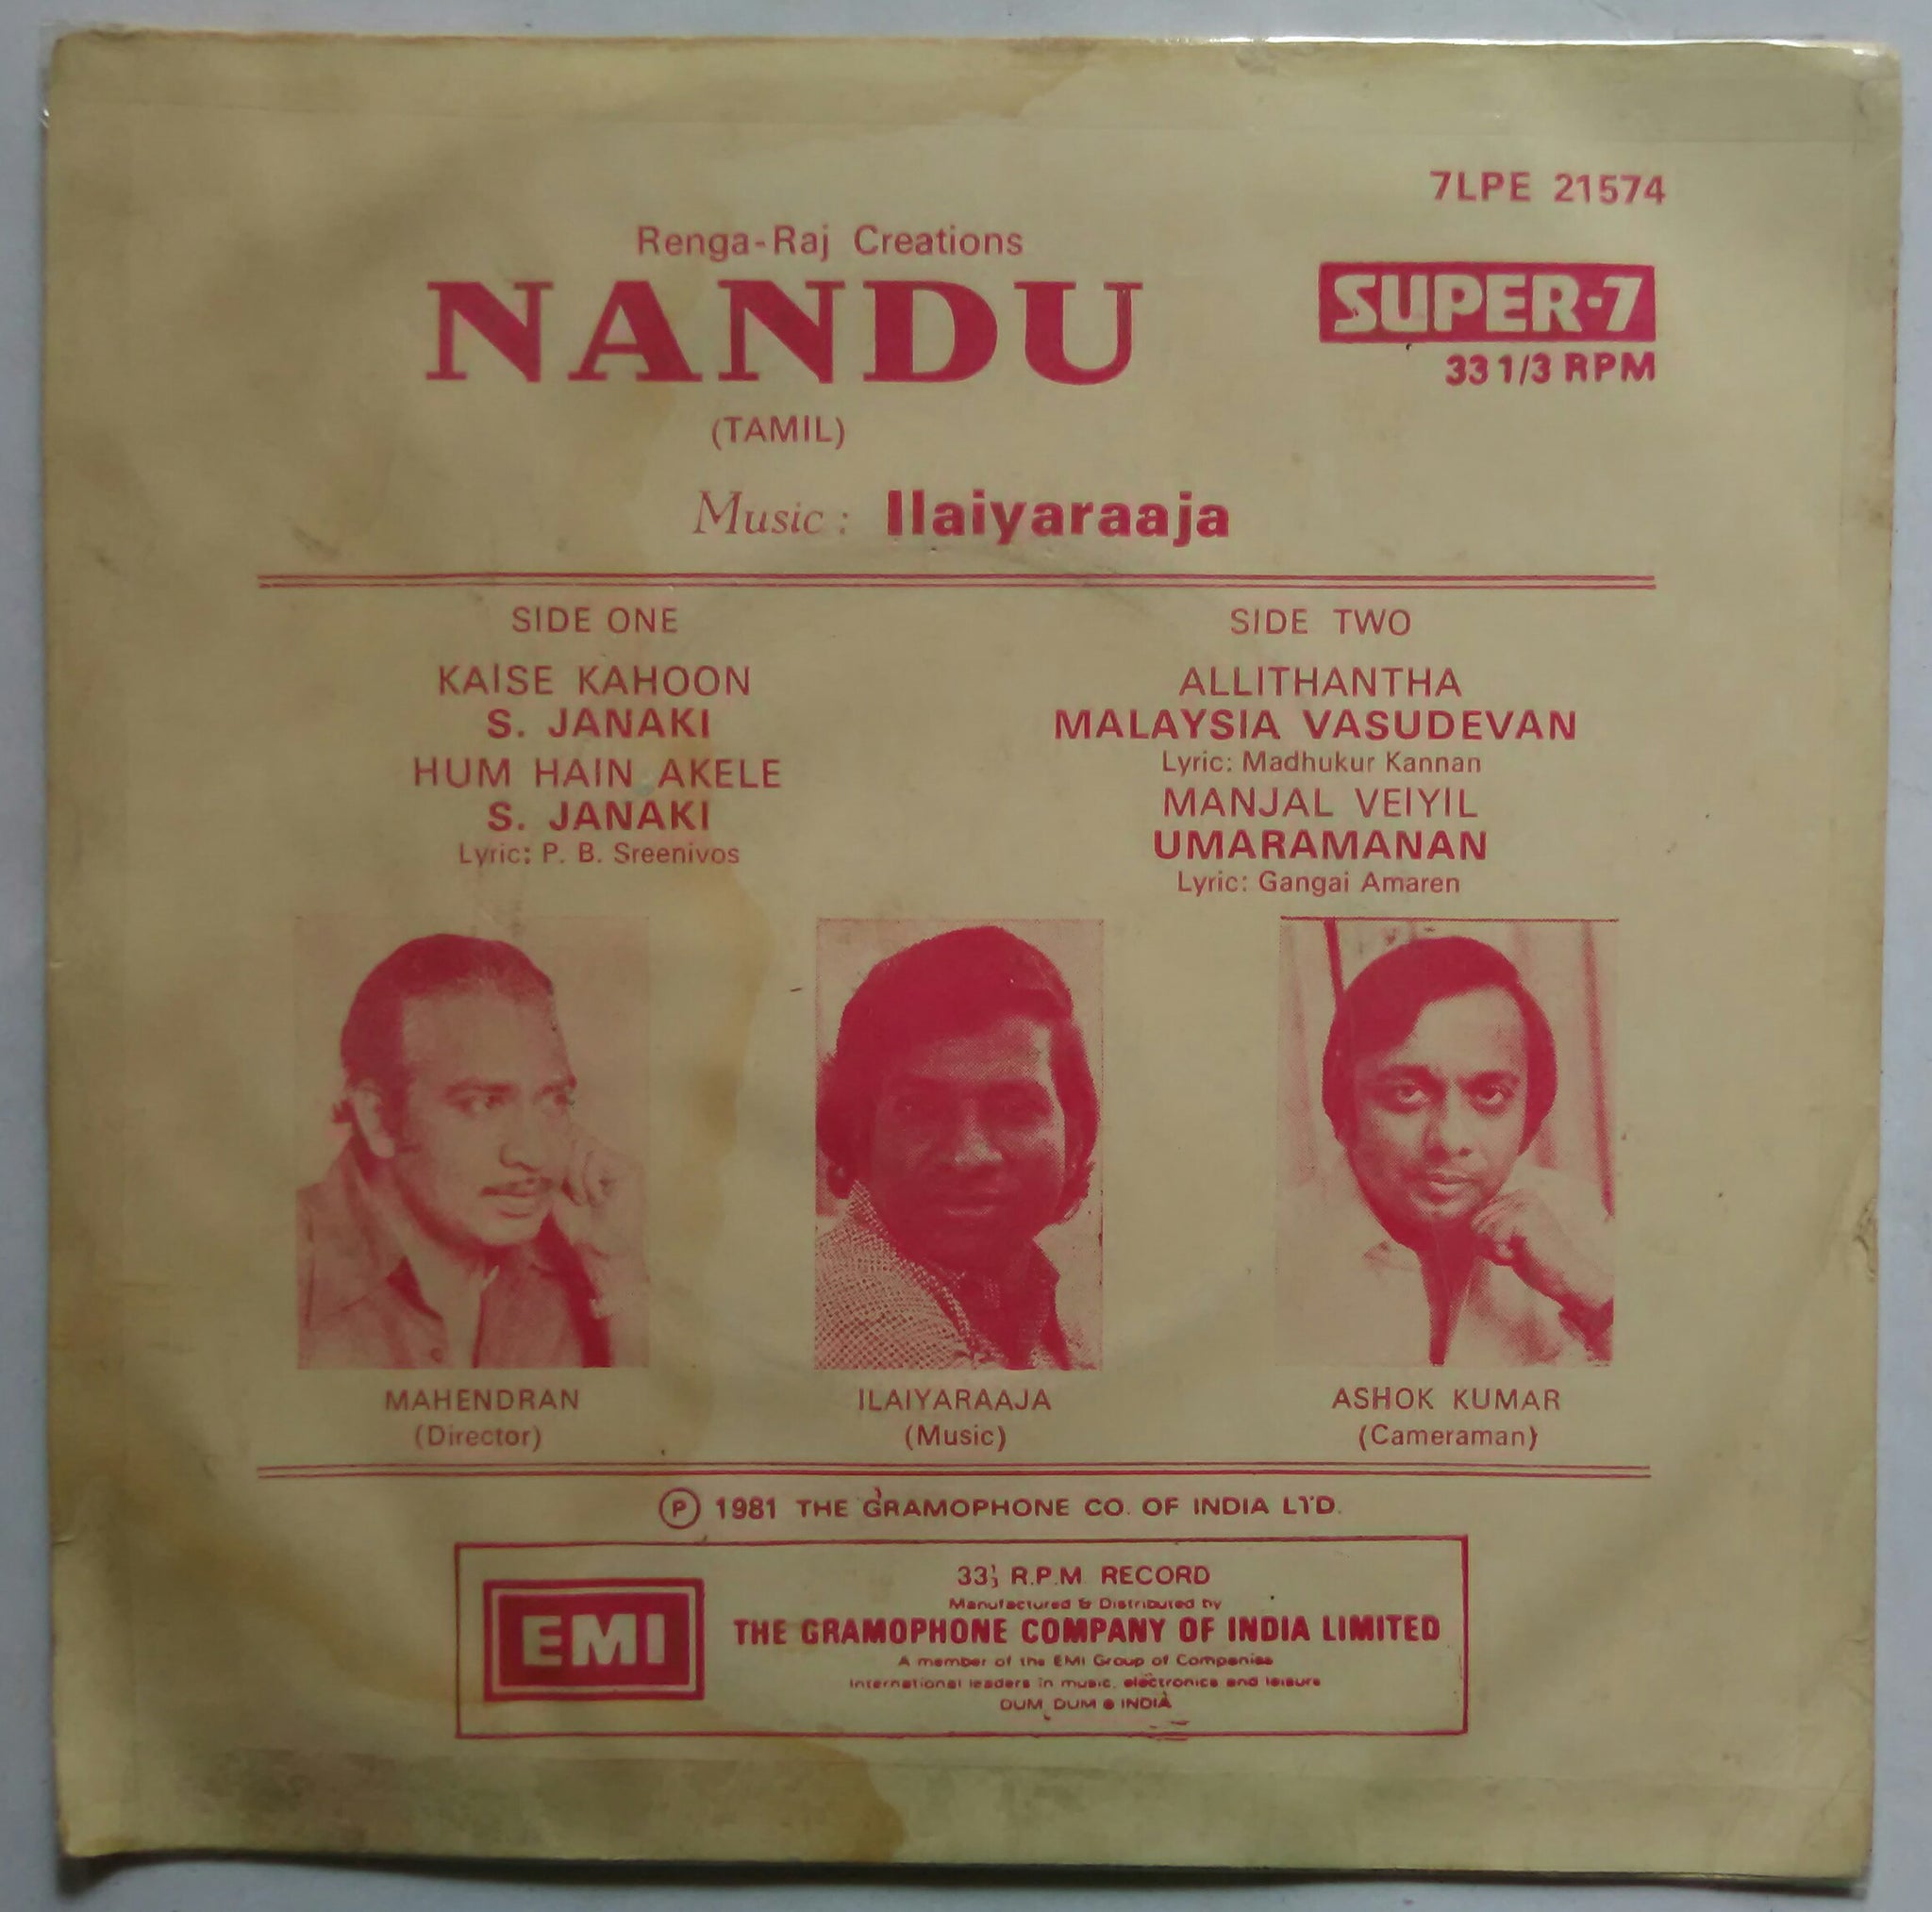 7LPE 21574
Renga-Raj Creations
NANDU
SUPER-7
33 1/3 RPM
(TAMIL)
Music: Ilaiyaraaja
SIDE ONE
KAISE KAHOON
S. JANAKI
HUM HAIN AKELE
S. JANAKI
Lyric: P. B. Sreenivos
SIDE TWO
ALLITHANTHA
MALAYSIA VASUDEVAN
Lyric: Madhukur Kannan
MANJAL VEIYIL
UMARAMANAN
Lyric: Gangai Amaren
MAHENDRAN
(Director)
ILAIYARAAJA
(Music)
ASHOK KUMAR
(Cameraman)
℗ 1981 THE GRAMOPHONE CO. OF INDIA LTD.
EMI
33⅓ R.P.M. RECORD
Manufactured & Distributed by
THE GRAMOPHONE COMPANY OF INDIA LIMITED
A member of the EMI Group of Companies
International leaders in music, electronics and leisure
DUM DUM ● INDIA